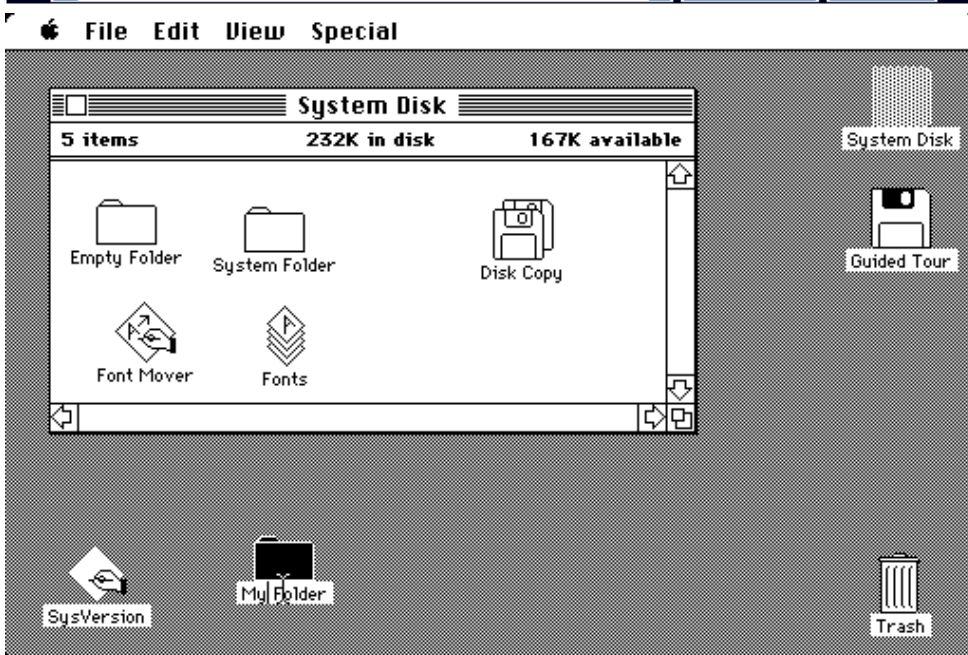 File Edit View Special
System Disk
5 items 232K in disk 167K available
Empty Folder
System Folder
Disk Copy
Font Mover
Fonts
System Disk
Guided Tour
SysVersion
My Folder
Trash